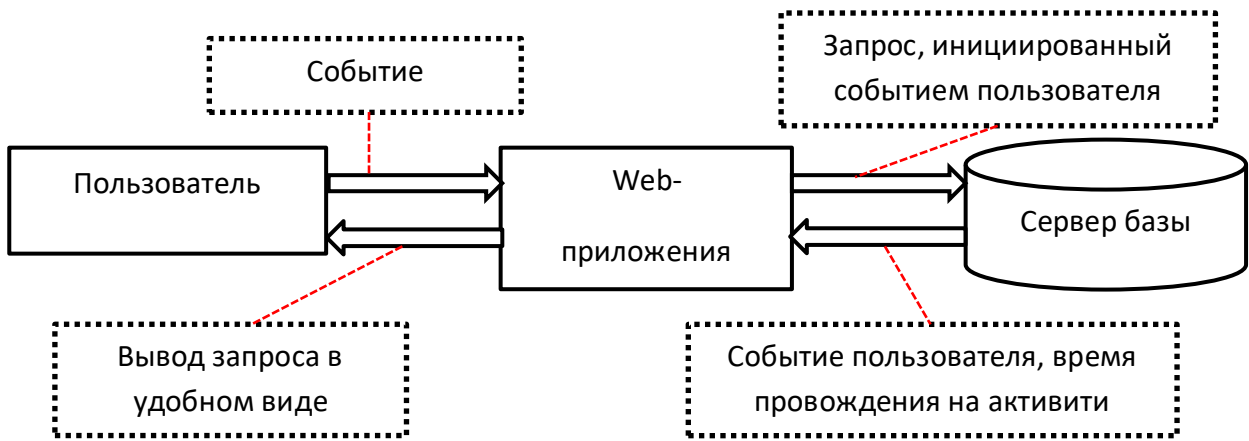 Событие
Запрос, инициированный
событием пользователя
Пользователь
Web-
приложения
Сервер базы
Вывод запроса в
удобном виде
Событие пользователя, время
провождения на активити